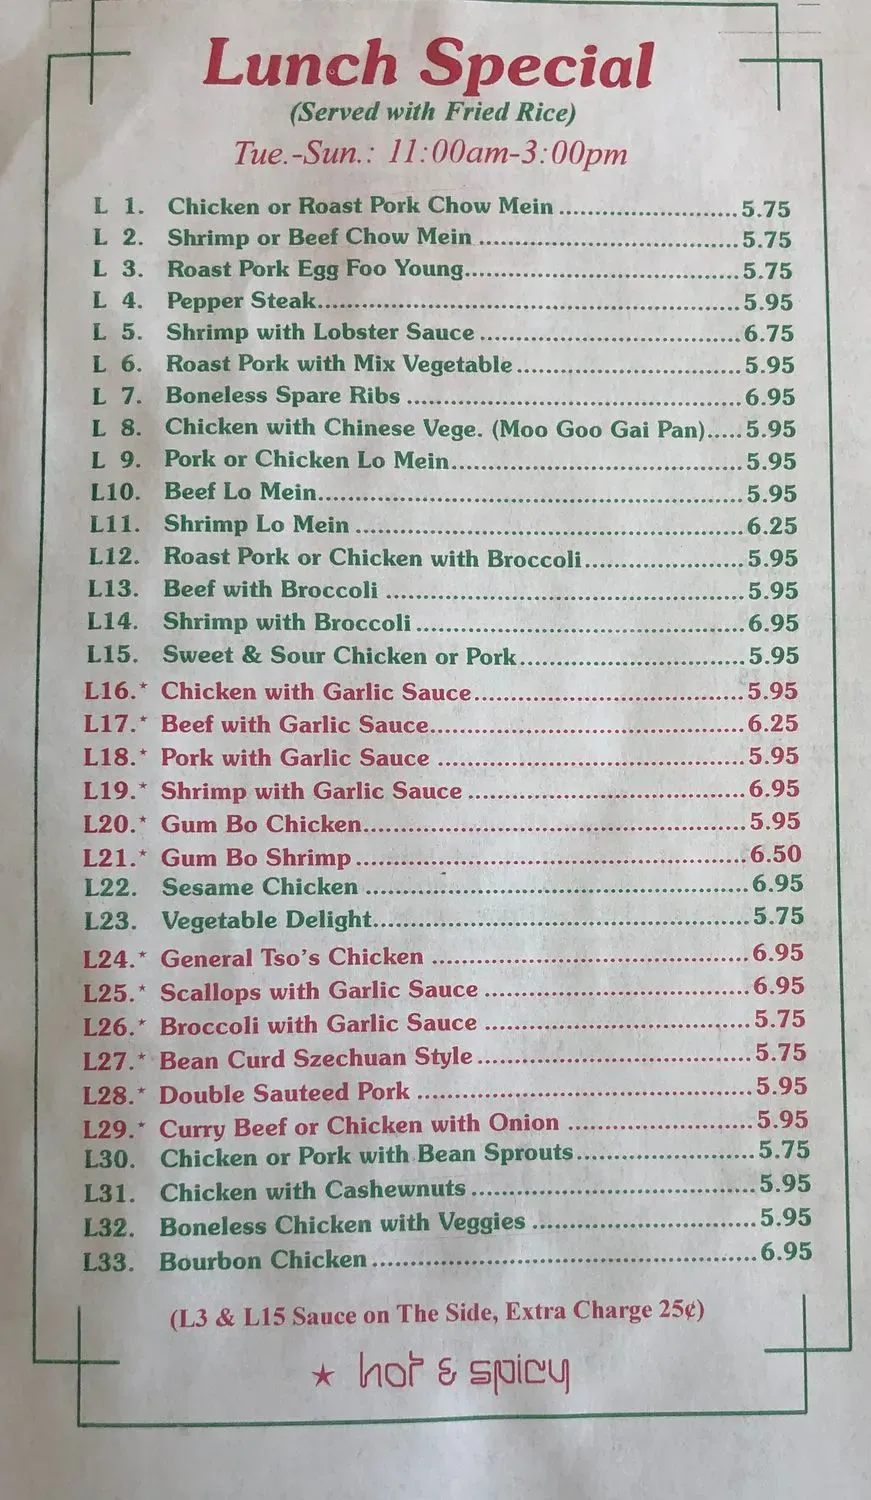 Lunch Special
(Served with Fried Rice)
Tue.-Sun.: 11:00am-3:00pm
L 1. Chicken or Roast Pork Chow Mein.........................5.75
L 2. Shrimp or Beef Chow Mein....................................5.75
L 3. Roast Pork Egg Foo Young......................................5.75
L 4. Pepper Steak...........................................................5.95
L 5. Shrimp with Lobster Sauce....................................6.75
L 6. Roast Pork with Mix Vegetable...............................5.95
L 7. Boneless Spare Ribs...............................................6.95
L 8. Chicken with Chinese Vege. (Moo Goo Gai Pan).....5.95
L 9. Pork or Chicken Lo Mein........................................5.95
L10. Beef Lo Mein...........................................................5.95
L11. Shrimp Lo Mein......................................................6.25
L12. Roast Pork or Chicken with Broccoli......................5.95
L13. Beef with Broccoli..................................................5.95
L14. Shrimp with Broccoli..............................................6.95
L15. Sweet & Sour Chicken or Pork...............................5.95
L16.* Chicken with Garlic Sauce.....................................5.95
L17.* Beef with Garlic Sauce...........................................6.25
L18.* Pork with Garlic Sauce...........................................5.95
L19.* Shrimp with Garlic Sauce.......................................6.95
L20.* Gum Bo Chicken.....................................................5.95
L21.* Gum Bo Shrimp......................................................6.50
L22. Sesame Chicken.....................................................6.95
L23. Vegetable Delight....................................................5.75
L24.* General Tso's Chicken............................................6.95
L25.* Scallops with Garlic Sauce.....................................6.95
L26.* Broccoli with Garlic Sauce.....................................5.75
L27.* Bean Curd Szechuan Style......................................5.75
L28.* Double Sauteed Pork..............................................5.95
L29.* Curry Beef or Chicken with Onion..........................5.95
L30. Chicken or Pork with Bean Sprouts.........................5.75
L31. Chicken with Cashewnuts.......................................5.95
L32. Boneless Chicken with Veggies...............................5.95
L33. Bourbon Chicken.....................................................6.95
(L3 & L15 Sauce on The Side, Extra Charge 25¢)
★ hot & spicy